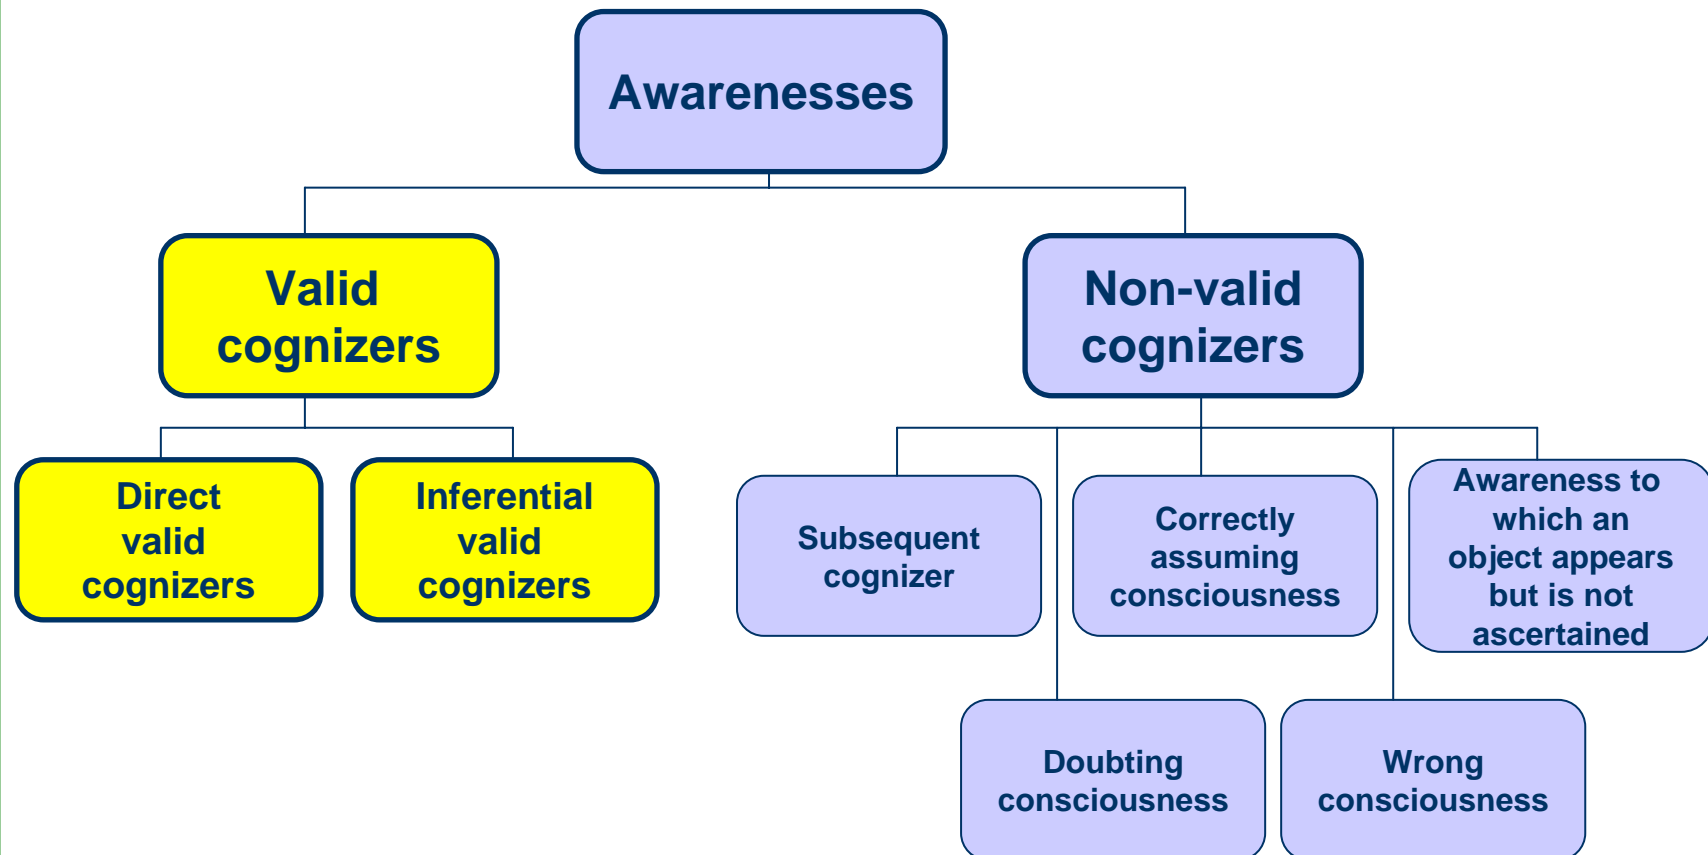 Awarenesses
Valid
cognizers
Non-valid
cognizers
Direct
valid
cognizers
Inferential
valid
cognizers
Subsequent
cognizer
Correctly
assuming
consciousness
Awareness to
which an
object appears
but is not
ascertained
Doubting
consciousness
Wrong
consciousness